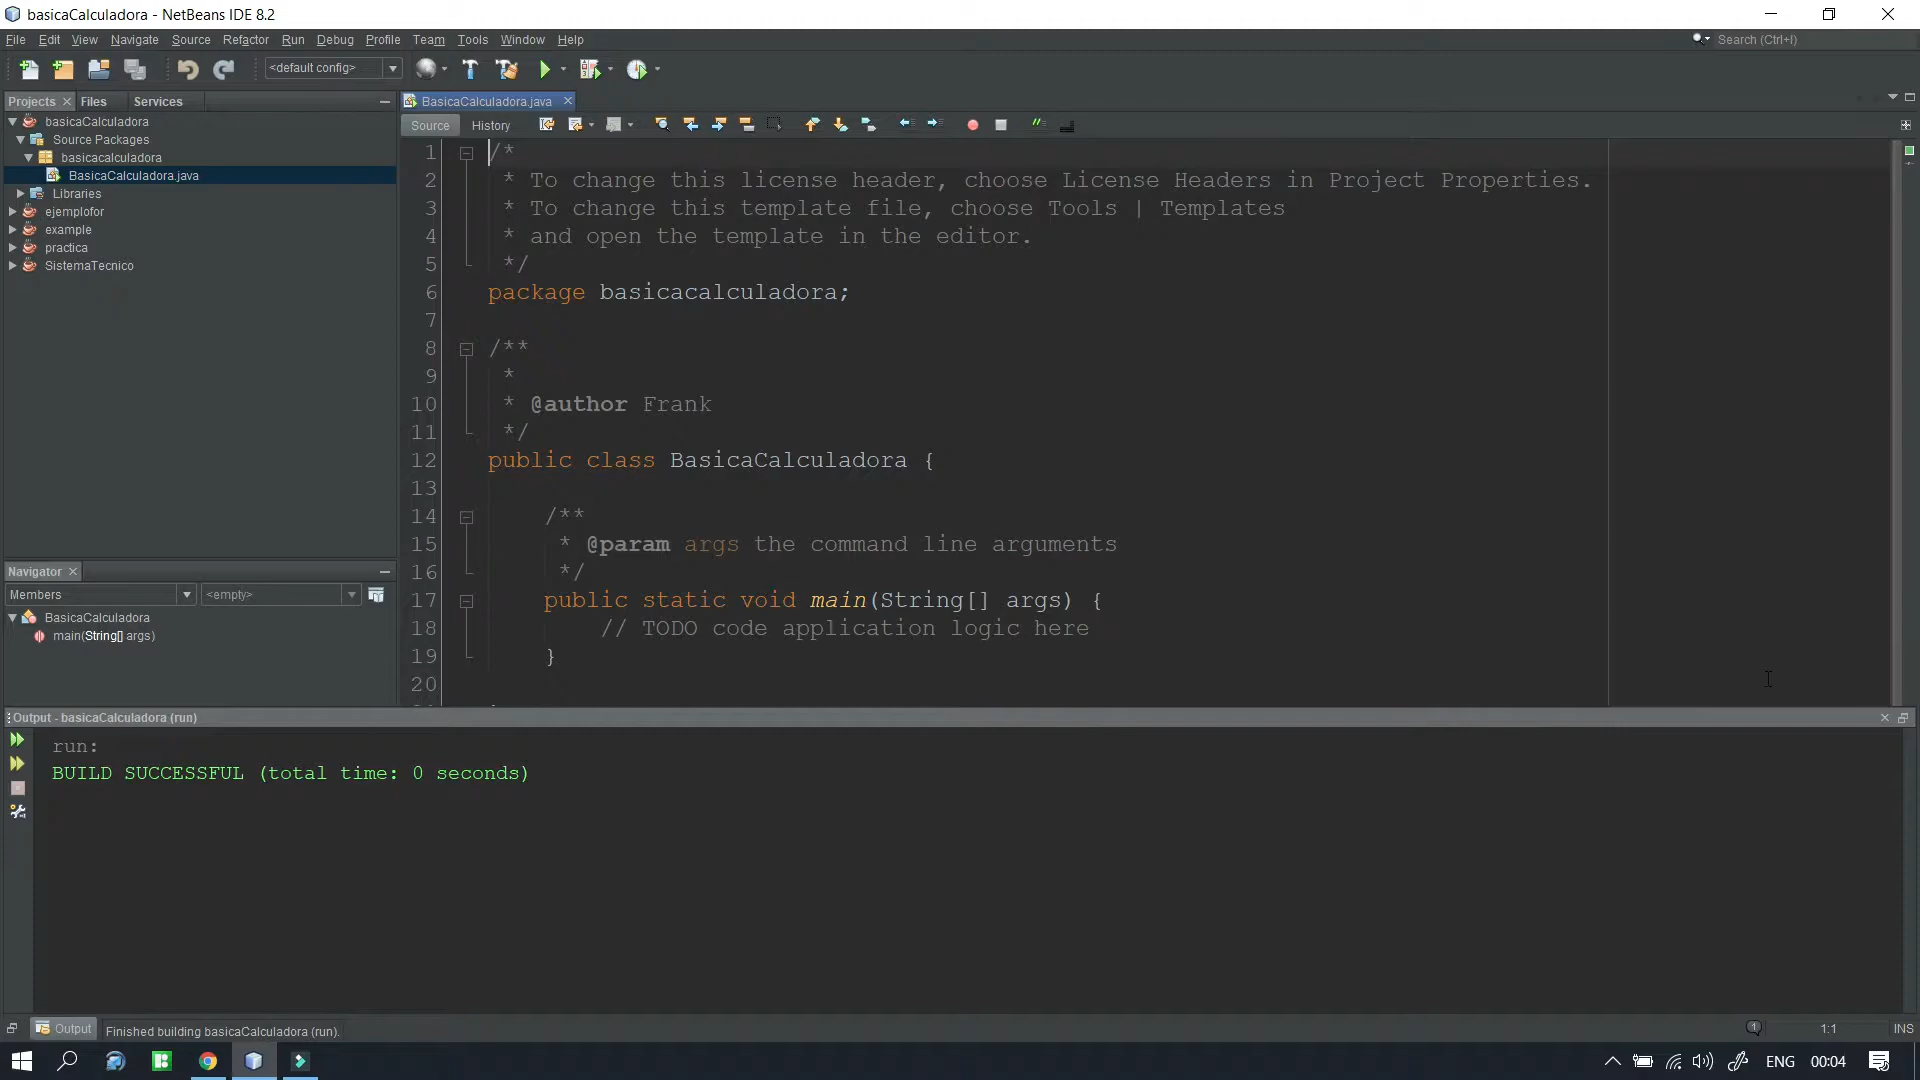 basicaCalculadora - NetBeans IDE 8.2
File Edit View Navigate Source Refactor Run Debug Profile Team Tools Window Help
Search (Ctrl+I)
<default config>
Projects Files Services
BasicaCalculadora.java
basicaCalculadora
Source Packages
basicacalculadora
BasicaCalculadora.java
Libraries
ejemplofor
example
practica
SistemaTecnico
Source History
1 /*
2 * To change this license header, choose License Headers in Project Properties.
3 * To change this template file, choose Tools | Templates
4 * and open the template in the editor.
5 */
6 package basicacalculadora;
7
8 /**
9 *
10 * @author Frank
11 */
12 public class BasicaCalculadora {
13
14 /**
15 * @param args the command line arguments
16 */
17 public static void main(String[] args) {
18 // TODO code application logic here
19 }
20
Navigator
Members <empty>
BasicaCalculadora
main(String[] args)
Output - basicaCalculadora (run)
run:
BUILD SUCCESSFUL (total time: 0 seconds)
Output
Finished building basicaCalculadora (run).
1
1:1 INS
ENG 00:04